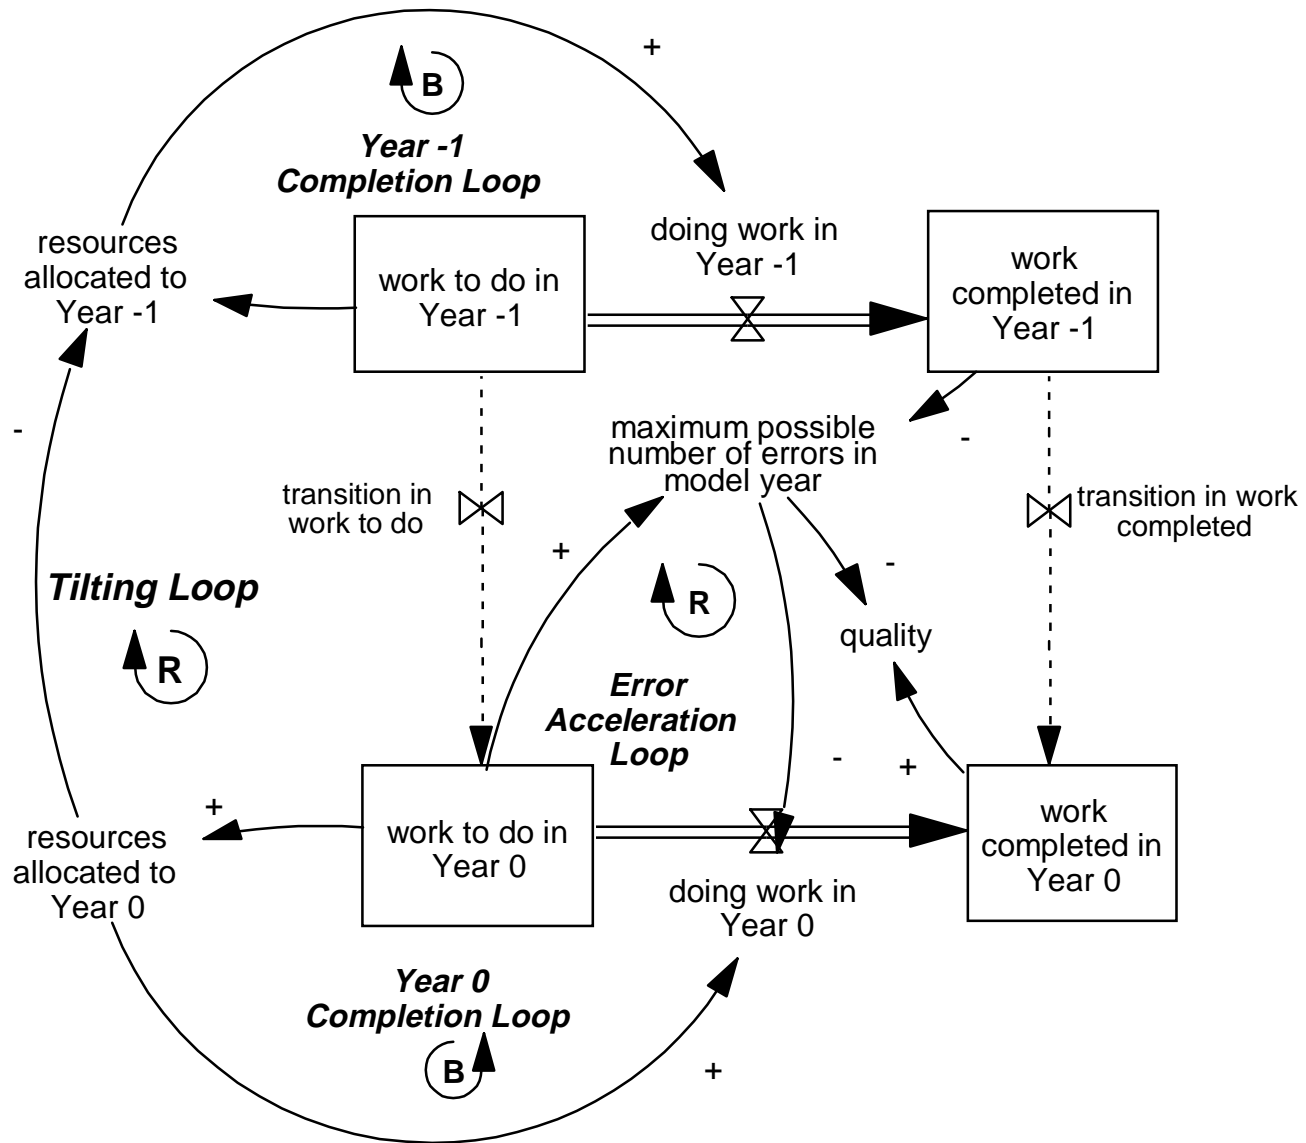 +
B
Year -1
Completion Loop
resources
allocated to
Year -1
work to do in
Year -1
doing work in
Year -1
work
completed in
Year -1
-
maximum possible
number of errors in
model year
-
transition in
work to do
transition in work
completed
+
-
R
quality
Tilting Loop
R
Error
Acceleration
Loop
-
+
+
resources
allocated to
Year 0
work to do in
Year 0
doing work in
Year 0
work
completed in
Year 0
Year 0
Completion Loop
B
+